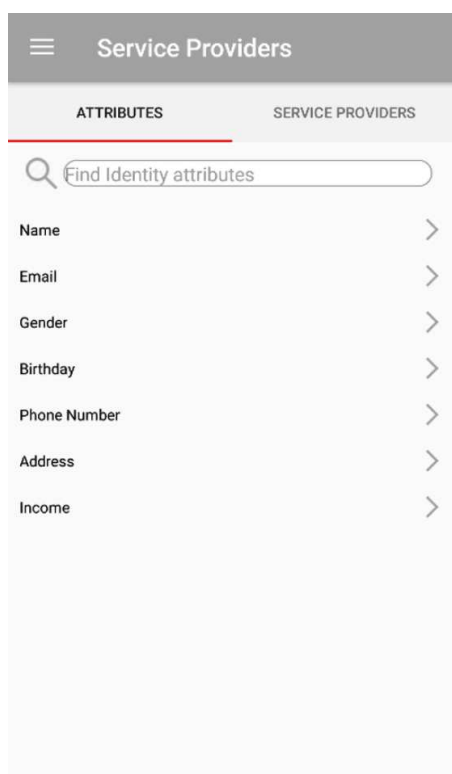 Service Providers
ATTRIBUTES SERVICE PROVIDERS
Find Identity attributes
Name
Email
Gender
Birthday
Phone Number
Address
Income